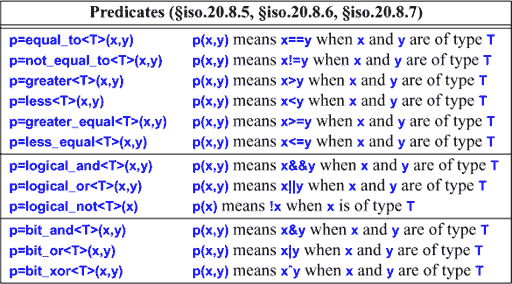 Predicates (§iso.20.8.5, §iso.20.8.6, §iso.20.8.7)
p=equal_to<T>(x,y) p(x,y) means x==y when x and y are of type T
p=not_equal_to<T>(x,y) p(x,y) means x!=y when x and y are of type T
p=greater<T>(x,y) p(x,y) means x>y when x and y are of type T
p=less<T>(x,y) p(x,y) means x<y when x and y are of type T
p=greater_equal<T>(x,y) p(x,y) means x>=y when x and y are of type T
p=less_equal<T>(x,y) p(x,y) means x<=y when x and y are of type T
p=logical_and<T>(x,y) p(x,y) means x&&y when x and y are of type T
p=logical_or<T>(x,y) p(x,y) means x||y when x and y are of type T
p=logical_not<T>(x) p(x) means !x when x is of type T
p=bit_and<T>(x,y) p(x,y) means x&y when x and y are of type T
p=bit_or<T>(x,y) p(x,y) means x|y when x and y are of type T
p=bit_xor<T>(x,y) p(x,y) means x^y when x and y are of type T